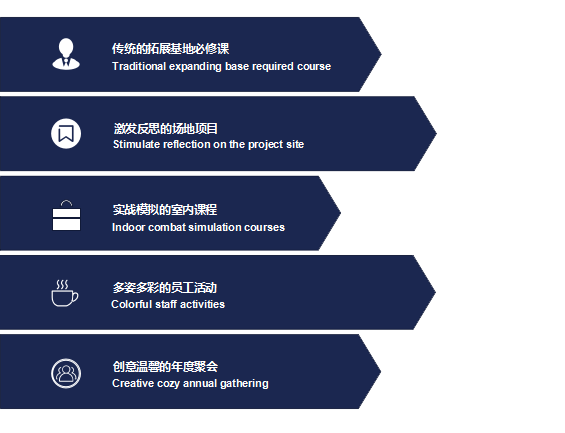 传统的拓展基地必修课
Traditional expanding base required course
激发反思的场地项目
Stimulate reflection on the project site
实战模拟的室内课程
Indoor combat simulation courses
多姿多彩的员工活动
Colorful staff activities
创意温馨的年度聚会
Creative cozy annual gathering